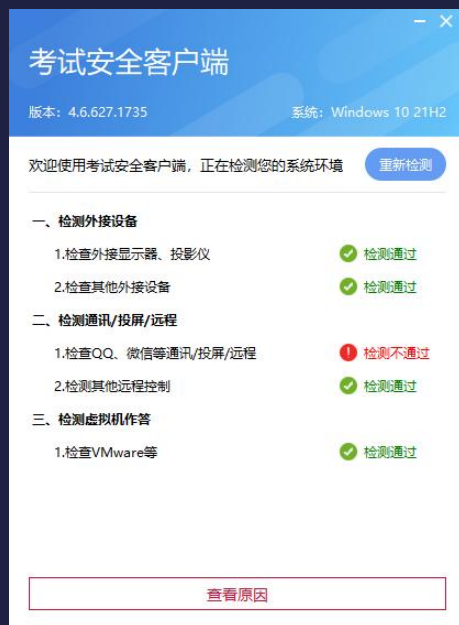 考试安全客户端
版本：4.6.627.1735 系统：Windows 10 21H2
欢迎使用考试安全客户端，正在检测您的系统环境 重新检测
一、检测外接设备
1.检查外接显示器、投影仪 检测通过
2.检查其他外接设备 检测通过
二、检测通讯/投屏/远程
1.检查QQ、微信等通讯/投屏/远程 检测不通过
2.检测其他远程控制 检测通过
三、检测虚拟机作答
1.检查VMware等 检测通过
查看原因